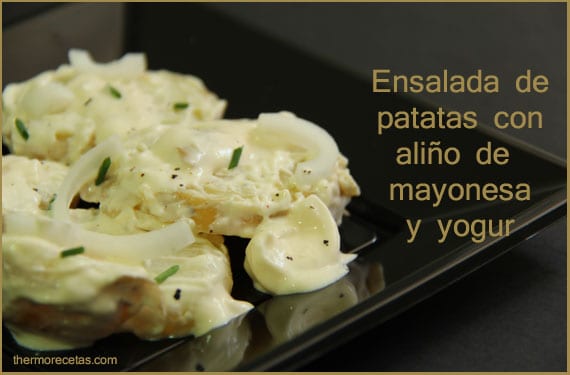 Ensalada de
patatas con
aliño de
mayonesa
y yogur
thermorecetas.com